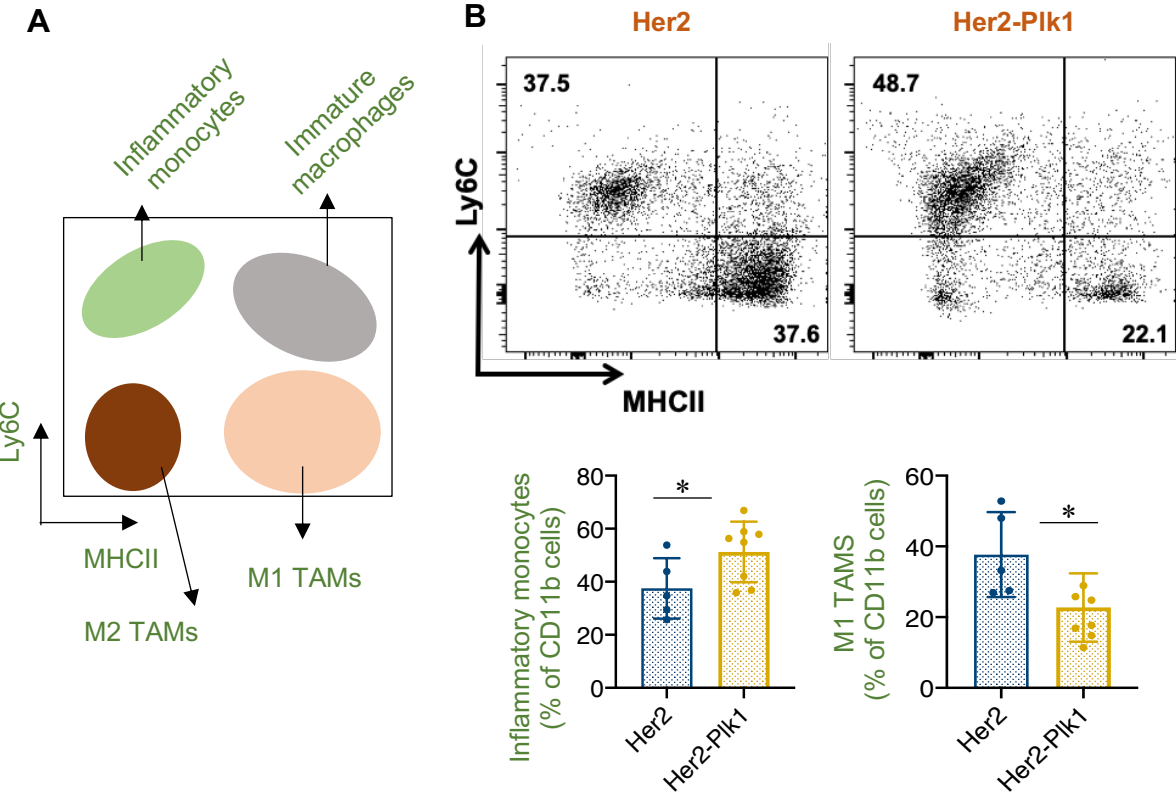 A
Inflammatory
monocytes
Immature
macrophages
Ly6C
MHCII
M1 TAMs
M2 TAMs
B
Her2
Her2-Plk1
37.5
48.7
Ly6C
37.6
22.1
MHCII
Inflammatory monocytes
(% of CD11b cells)
80
60
40
20
0
*
Her2
Her2-Plk1
M1 TAMS
(% of CD11b cells)
60
40
20
0
*
Her2
Her2-Plk1